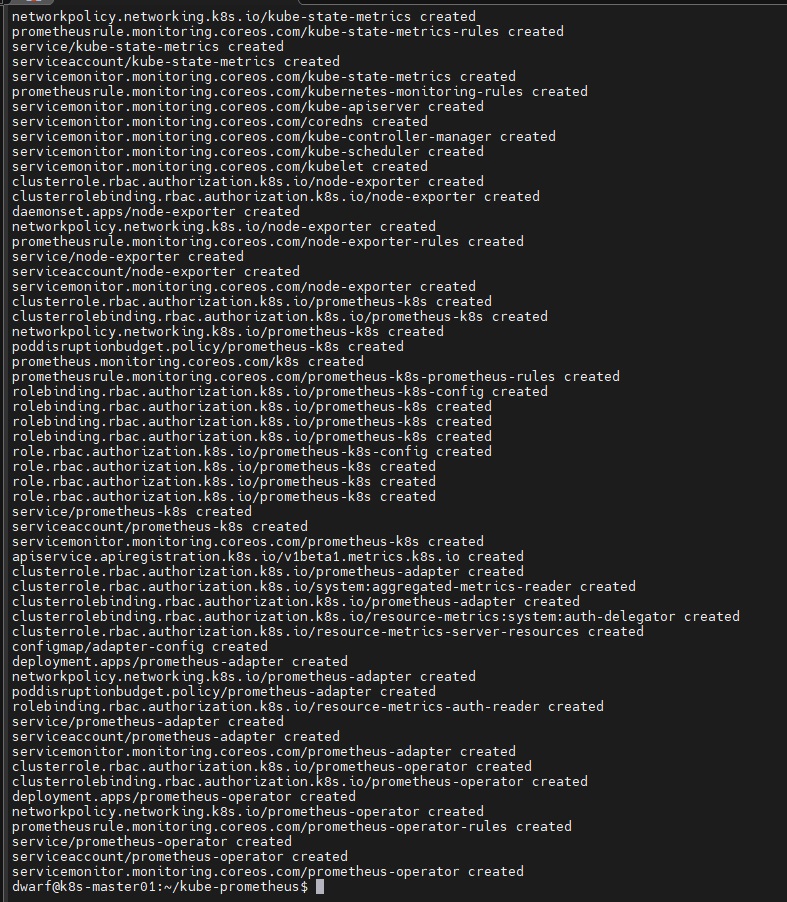 networkpolicy.networking.k8s.io/kube-state-metrics created
prometheusrule.monitoring.coreos.com/kube-state-metrics-rules created
service/kube-state-metrics created
serviceaccount/kube-state-metrics created
servicemonitor.monitoring.coreos.com/kube-state-metrics created
prometheusrule.monitoring.coreos.com/kubernetes-monitoring-rules created
servicemonitor.monitoring.coreos.com/kube-apiserver created
servicemonitor.monitoring.coreos.com/coredns created
servicemonitor.monitoring.coreos.com/kube-controller-manager created
servicemonitor.monitoring.coreos.com/kube-scheduler created
servicemonitor.monitoring.coreos.com/kubelet created
clusterrole.rbac.authorization.k8s.io/node-exporter created
clusterrolebinding.rbac.authorization.k8s.io/node-exporter created
daemonset.apps/node-exporter created
networkpolicy.networking.k8s.io/node-exporter created
prometheusrule.monitoring.coreos.com/node-exporter-rules created
service/node-exporter created
serviceaccount/node-exporter created
servicemonitor.monitoring.coreos.com/node-exporter created
clusterrole.rbac.authorization.k8s.io/prometheus-k8s created
clusterrolebinding.rbac.authorization.k8s.io/prometheus-k8s created
networkpolicy.networking.k8s.io/prometheus-k8s created
poddisruptionbudget.policy/prometheus-k8s created
prometheus.monitoring.coreos.com/k8s created
prometheusrule.monitoring.coreos.com/prometheus-k8s-prometheus-rules created
rolebinding.rbac.authorization.k8s.io/prometheus-k8s-config created
rolebinding.rbac.authorization.k8s.io/prometheus-k8s created
rolebinding.rbac.authorization.k8s.io/prometheus-k8s created
rolebinding.rbac.authorization.k8s.io/prometheus-k8s created
role.rbac.authorization.k8s.io/prometheus-k8s-config created
role.rbac.authorization.k8s.io/prometheus-k8s created
role.rbac.authorization.k8s.io/prometheus-k8s created
role.rbac.authorization.k8s.io/prometheus-k8s created
service/prometheus-k8s created
serviceaccount/prometheus-k8s created
servicemonitor.monitoring.coreos.com/prometheus-k8s created
apiservice.apiregistration.k8s.io/v1beta1.metrics.k8s.io created
clusterrole.rbac.authorization.k8s.io/prometheus-adapter created
clusterrole.rbac.authorization.k8s.io/system:aggregated-metrics-reader created
clusterrolebinding.rbac.authorization.k8s.io/prometheus-adapter created
clusterrolebinding.rbac.authorization.k8s.io/resource-metrics:system:auth-delegator created
clusterrole.rbac.authorization.k8s.io/resource-metrics-server-resources created
configmap/adapter-config created
deployment.apps/prometheus-adapter created
networkpolicy.networking.k8s.io/prometheus-adapter created
poddisruptionbudget.policy/prometheus-adapter created
rolebinding.rbac.authorization.k8s.io/resource-metrics-auth-reader created
service/prometheus-adapter created
serviceaccount/prometheus-adapter created
servicemonitor.monitoring.coreos.com/prometheus-adapter created
clusterrole.rbac.authorization.k8s.io/prometheus-operator created
clusterrolebinding.rbac.authorization.k8s.io/prometheus-operator created
deployment.apps/prometheus-operator created
networkpolicy.networking.k8s.io/prometheus-operator created
prometheusrule.monitoring.coreos.com/prometheus-operator-rules created
service/prometheus-operator created
serviceaccount/prometheus-operator created
servicemonitor.monitoring.coreos.com/prometheus-operator created
dwarf@k8s-master01:~/kube-prometheus$